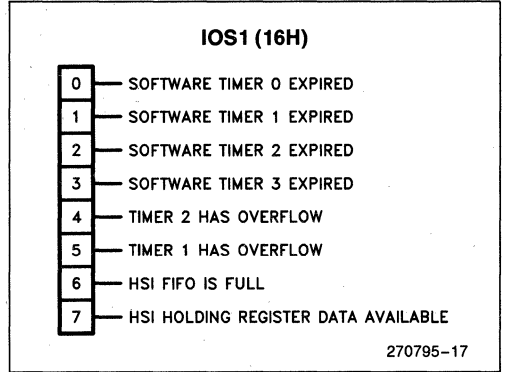 IOS1 (16H)
0 SOFTWARE TIMER 0 EXPIRED
1 SOFTWARE TIMER 1 EXPIRED
2 SOFTWARE TIMER 2 EXPIRED
3 SOFTWARE TIMER 3 EXPIRED
4 TIMER 2 HAS OVERFLOW
5 TIMER 1 HAS OVERFLOW
6 HSI FIFO IS FULL
7 HSI HOLDING REGISTER DATA AVAILABLE
270795-17